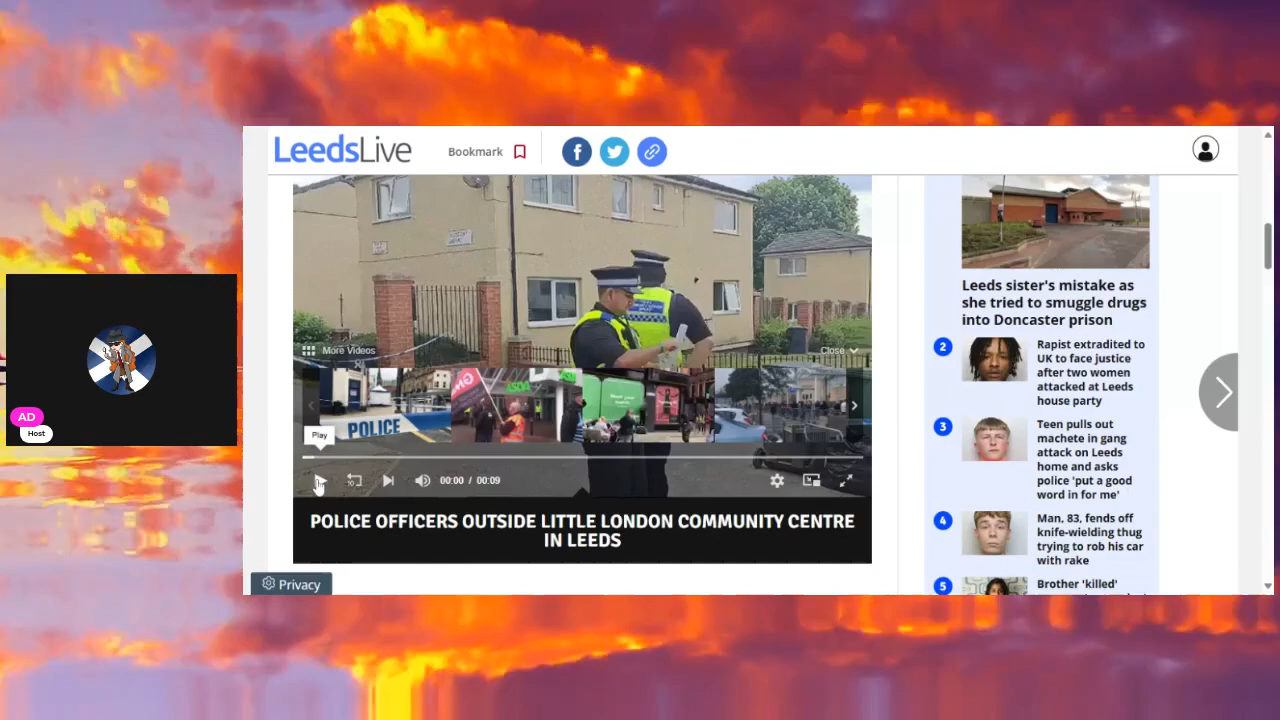 LeedsLive
Bookmark
More Videos
Close
POLICE
ASDA
Play
10
00:00 / 00:09
POLICE OFFICERS OUTSIDE LITTLE LONDON COMMUNITY CENTRE
IN LEEDS
Privacy
Leeds sister's mistake as
she tried to smuggle drugs
into Doncaster prison
2
Rapist extradited to
UK to face justice
after two women
attacked at Leeds
house party
3
Teen pulls out
machete in gang
attack on Leeds
home and asks
police 'put a good
word in for me'
4
Man, 83, fends off
knife-wielding thug
trying to rob his car
with rake
5
Brother 'killed'
AD
Host